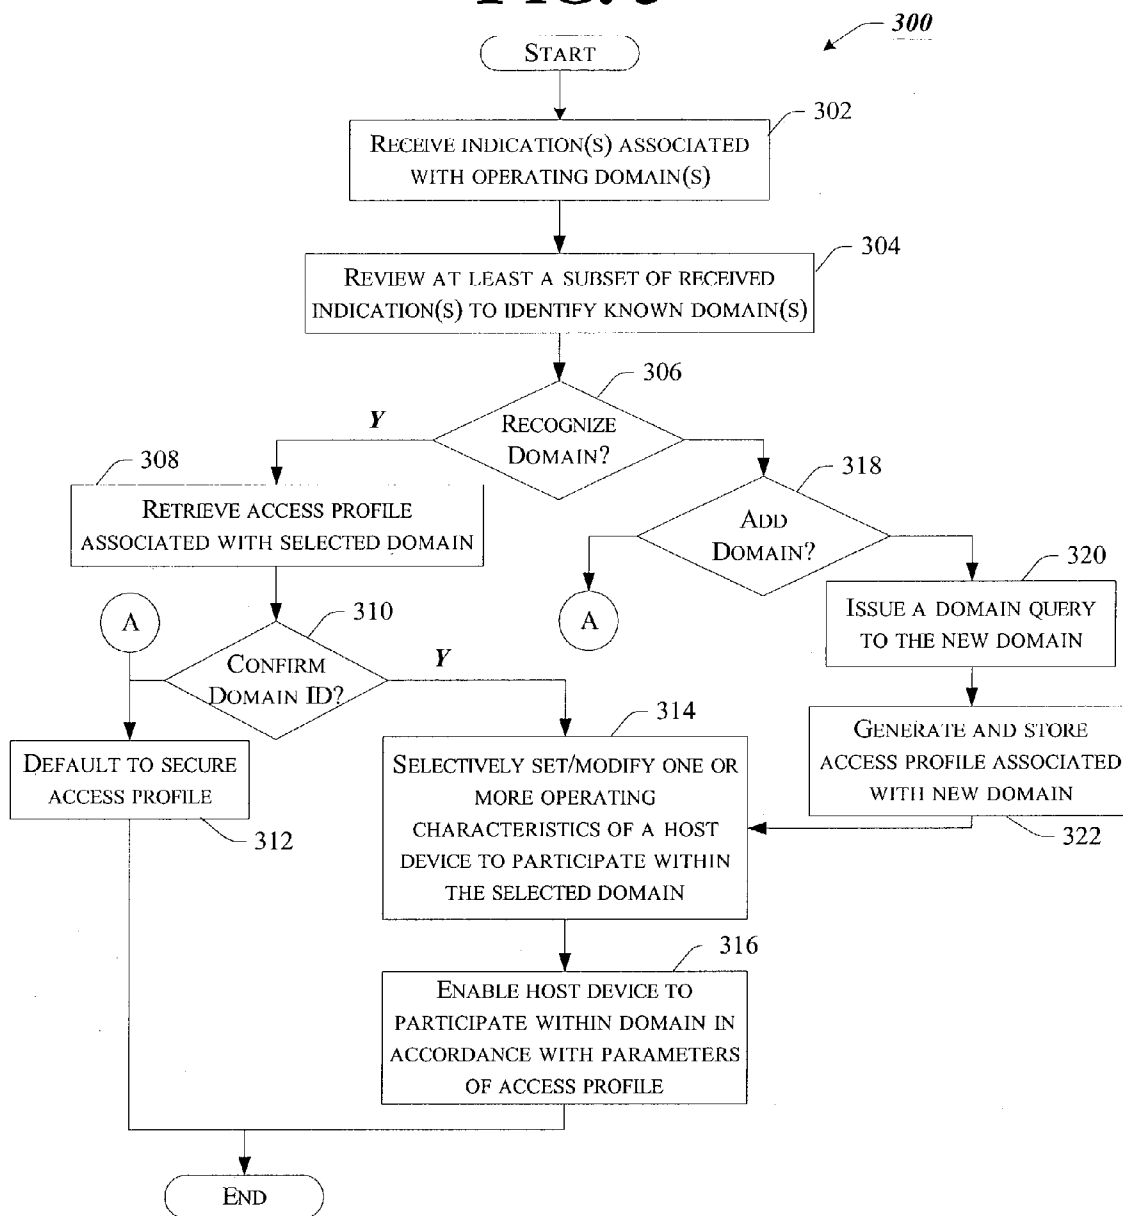 FIG. 3
300
START
302
RECEIVE INDICATION(S) ASSOCIATED
WITH OPERATING DOMAIN(S)
304
REVIEW AT LEAST A SUBSET OF RECEIVED
INDICATION(S) TO IDENTIFY KNOWN DOMAIN(S)
306
RECOGNIZE
DOMAIN?
Y
308
RETRIEVE ACCESS PROFILE
ASSOCIATED WITH SELECTED DOMAIN
318
ADD
DOMAIN?
320
ISSUE A DOMAIN QUERY
TO THE NEW DOMAIN
A
A
310
CONFIRM
DOMAIN ID?
Y
DEFAULT TO SECURE
ACCESS PROFILE
312
314
SELECTIVELY SET/MODIFY ONE OR
MORE OPERATING
CHARACTERISTICS OF A HOST
DEVICE TO PARTICIPATE WITHIN
THE SELECTED DOMAIN
GENERATE AND STORE
ACCESS PROFILE ASSOCIATED
WITH NEW DOMAIN
322
316
ENABLE HOST DEVICE TO
PARTICIPATE WITHIN DOMAIN IN
ACCORDANCE WITH PARAMETERS
OF ACCESS PROFILE
END